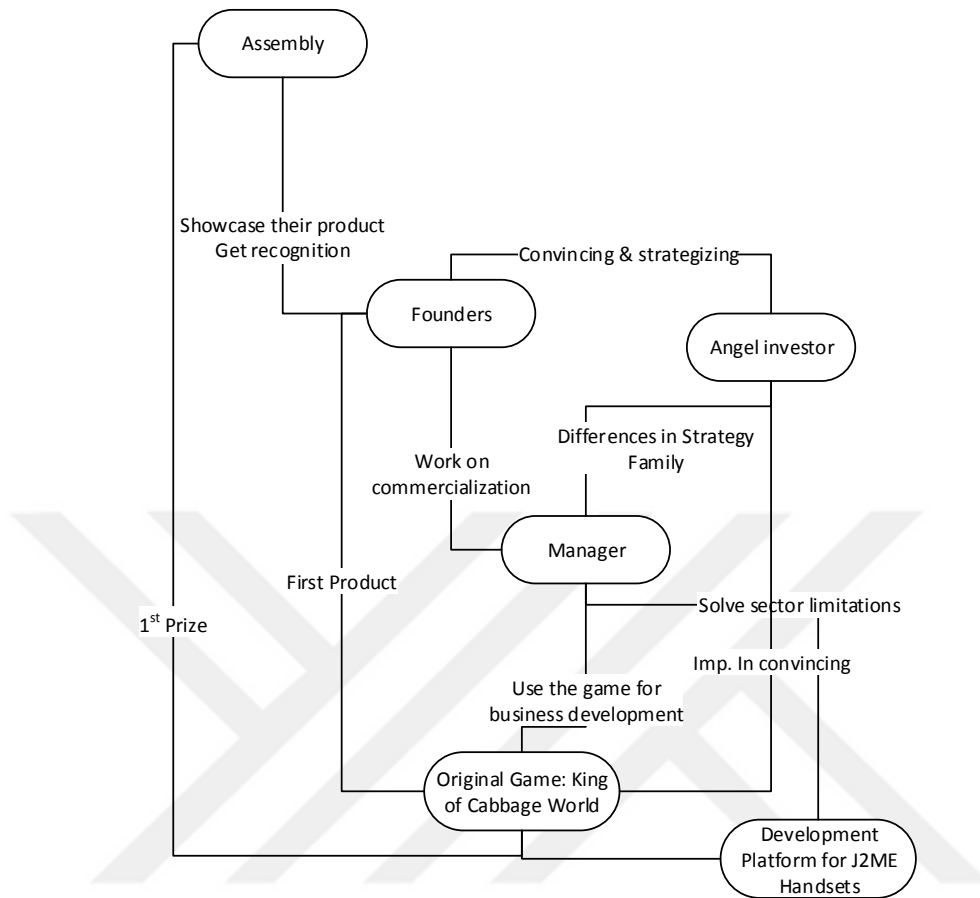 Assembly
Showcase their product
Get recognition
Convincing & strategizing
Founders
Angel investor
Differences in Strategy
Family
Work on
commercialization
Manager
First Product
Solve sector limitations
1st Prize
Imp. In convincing
Use the game for
business development
Original Game: King
of Cabbage World
Development
Platform for J2ME
Handsets